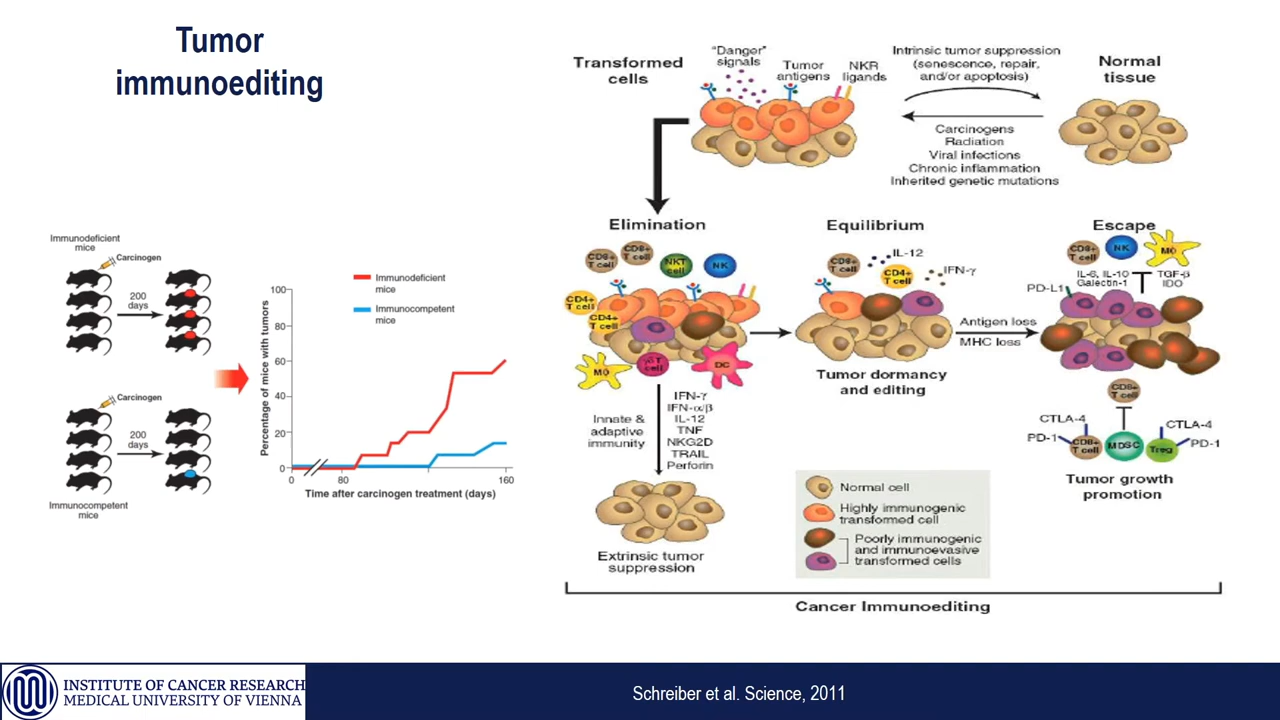 Tumor
immunoediting
Immunodeficient
mice
Carcinogen
200
days
Carcinogen
200
days
Immunocompetent
mice
Immunodeficient
mice
Immunocompetent
mice
Percentage of mice with tumors
100
80
60
40
20
0
0
80
160
Time after carcinogen treatment (days)
Transformed
cells
"Danger"
signals
Tumor
antigens
NKR
ligands
Intrinsic tumor suppression
(senescence, repair,
and/or apoptosis)
Normal
tissue
Carcinogens
Radiation
Viral infections
Chronic inflammation
Inherited genetic mutations
Elimination
CD8+
T cell
CD8+
T cell
NKT
cell
NK
CD4+
T cell
CD4+
T cell
MΦ
γδ T
cell
DC
Innate &
adaptive
immunity
IFN-γ
IFN-α/β
IL-12
TNF
NKG2D
TRAIL
Perforin
Extrinsic tumor
suppression
Equilibrium
CD8+
T cell
IL-12
CD4+
T cell
IFN-γ
Tumor dormancy
and editing
Antigen loss
MHC loss
Escape
CD8+
T cell
NK
MΦ
PD-L1
IL-6, IL-10
Galectin-1
TGF-β
IDO
CD8+
T cell
CTLA-4
PD-1
CD8+
T cell
MDSC
Treg
CTLA-4
PD-1
Tumor growth
promotion
Normal cell
Highly immunogenic
transformed cell
Poorly immunogenic
and immunoevasive
transformed cells
Cancer Immunoediting
INSTITUTE OF CANCER RESEARCH
MEDICAL UNIVERSITY OF VIENNA
Schreiber et al. Science, 2011